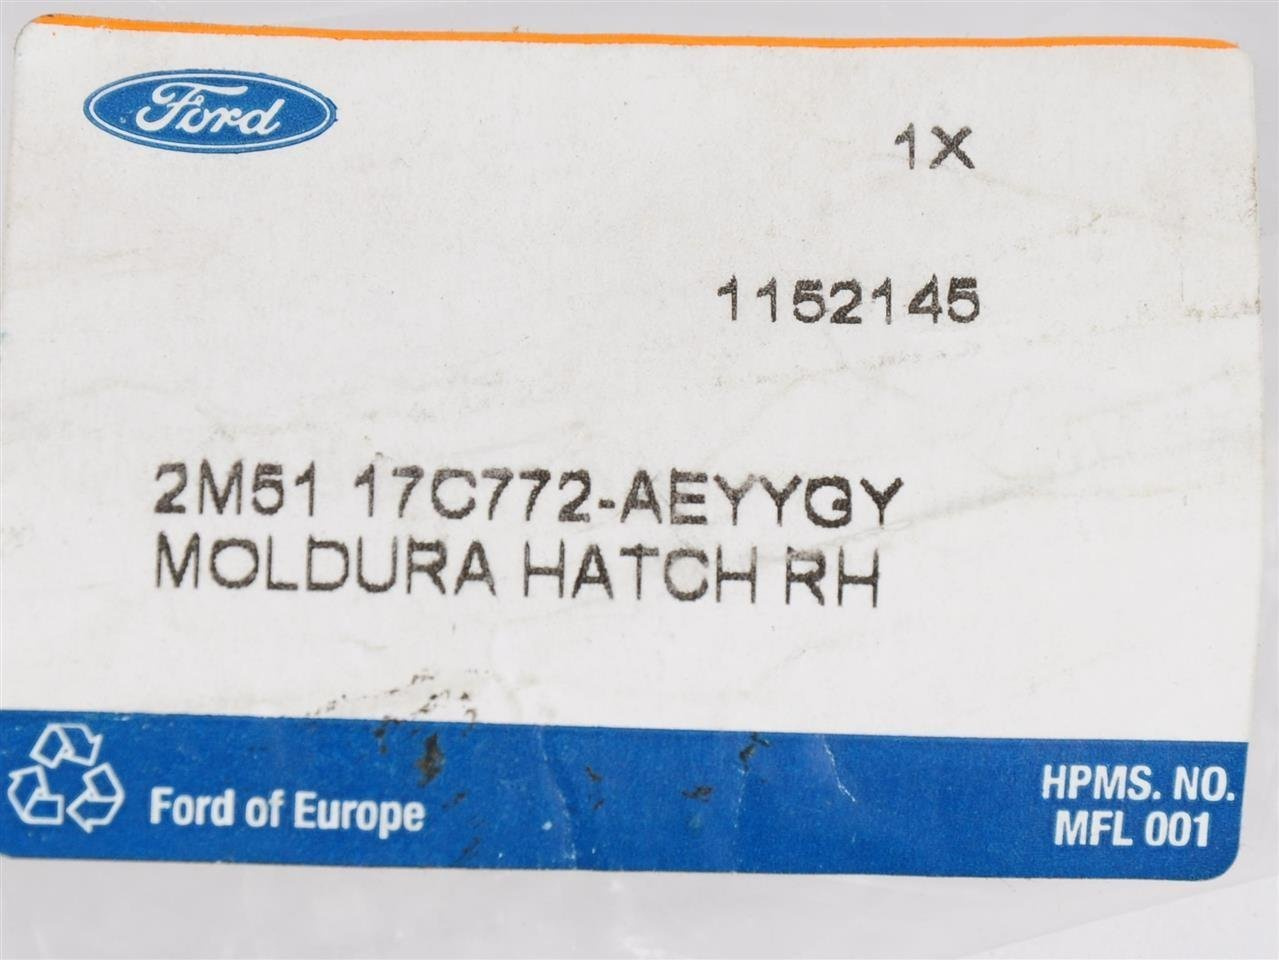 Ford
1X
1152145
2M51 17C772-AEYYGY
MOLDURA HATCH RH
Ford of Europe
HPMS. NO.
MFL 001